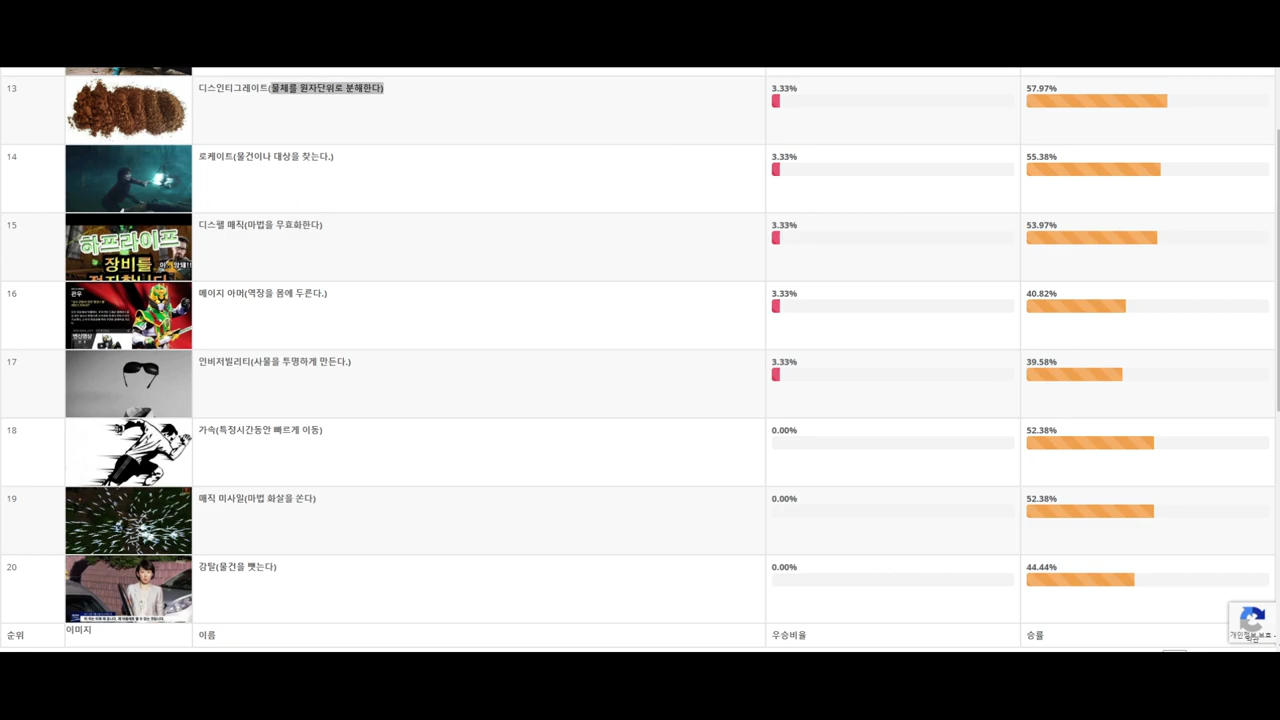 13 디스인티그레이트(물체를 원자단위로 분해한다) 3.33% 57.97%
14 로케이트(물건이나 대상을 찾는다.) 3.33% 55.38%
15 디스펠 매직(마법을 무효화한다) 3.33% 53.97%
하프라이프
장비를
16 메이지 아머(역장을 몸에 두른다.) 3.33% 40.82%
관우
17 인비저빌리티(사물을 투명하게 만든다.) 3.33% 39.58%
18 가속(특정시간동안 빠르게 이동) 0.00% 52.38%
19 매직 미사일(마법 화살을 쏜다) 0.00% 52.38%
20 강탈(물건을 뺏는다) 0.00% 44.44%
순위 이미지 이름 우승비율 승률
개인정보 보호 -